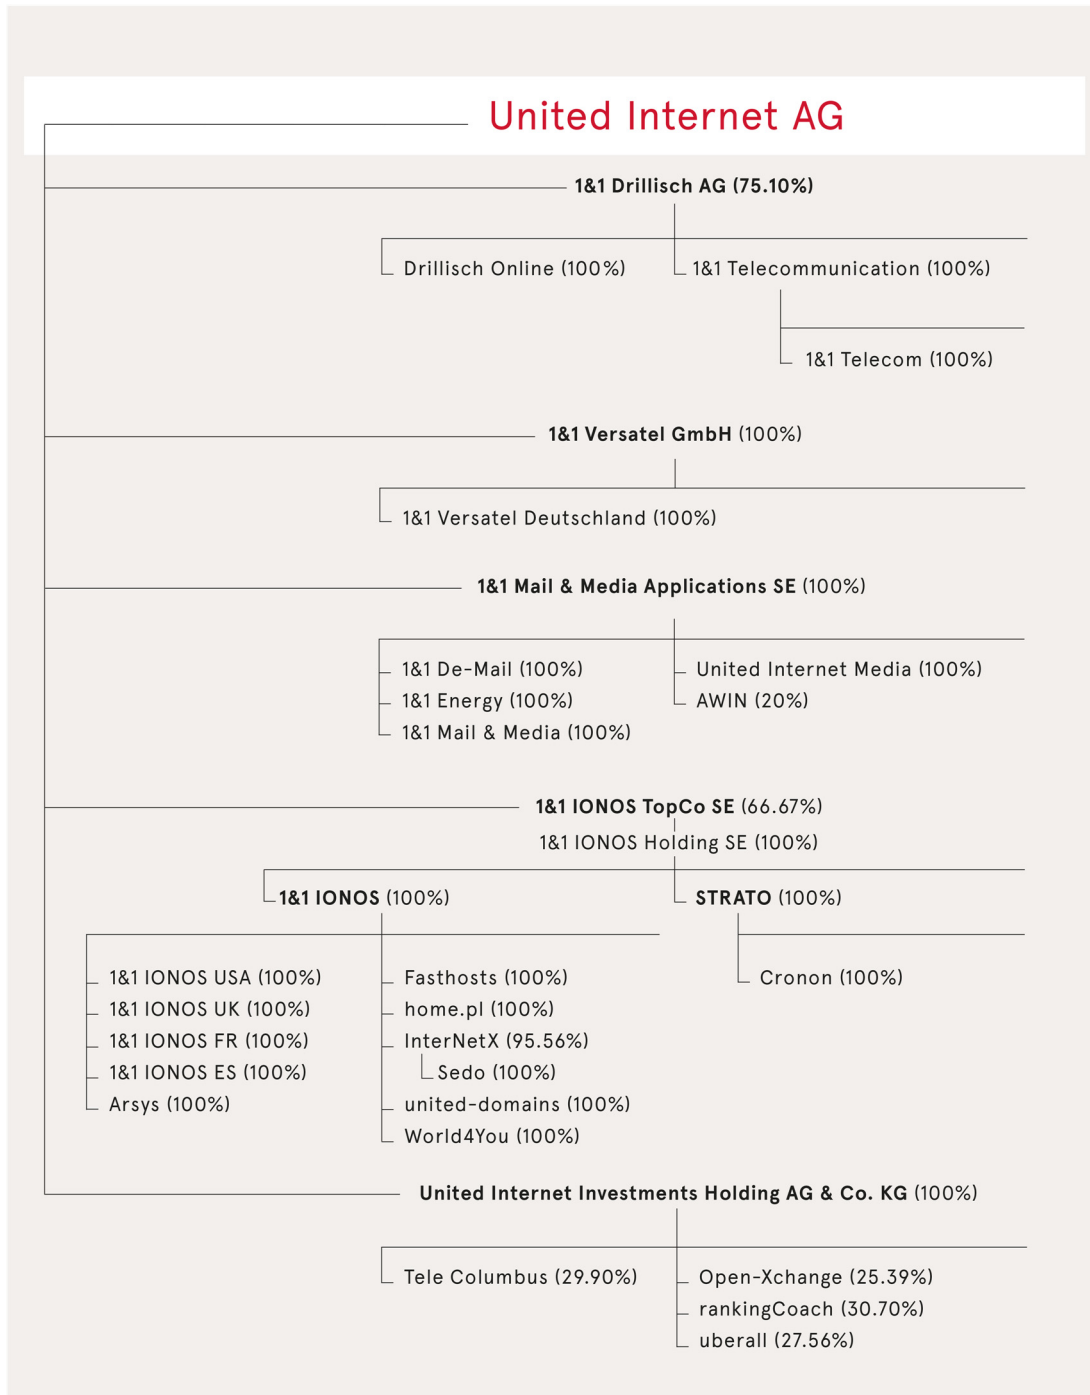 United Internet AG
1&1 Drillisch AG (75.10%)
Drillisch Online (100%)
1&1 Telecommunication (100%)
1&1 Telecom (100%)
1&1 Versatel GmbH (100%)
1&1 Versatel Deutschland (100%)
1&1 Mail & Media Applications SE (100%)
1&1 De-Mail (100%)
1&1 Energy (100%)
1&1 Mail & Media (100%)
United Internet Media (100%)
AWIN (20%)
1&1 IONOS TopCo SE (66.67%)
1&1 IONOS Holding SE (100%)
1&1 IONOS (100%)
1&1 IONOS USA (100%)
1&1 IONOS UK (100%)
1&1 IONOS FR (100%)
1&1 IONOS ES (100%)
Arsys (100%)
Fasthosts (100%)
home.pl (100%)
InterNetX (95.56%)
Sedo (100%)
united-domains (100%)
World4You (100%)
STRATO (100%)
Cronon (100%)
United Internet Investments Holding AG & Co. KG (100%)
Tele Columbus (29.90%)
Open-Xchange (25.39%)
rankingCoach (30.70%)
uberall (27.56%)